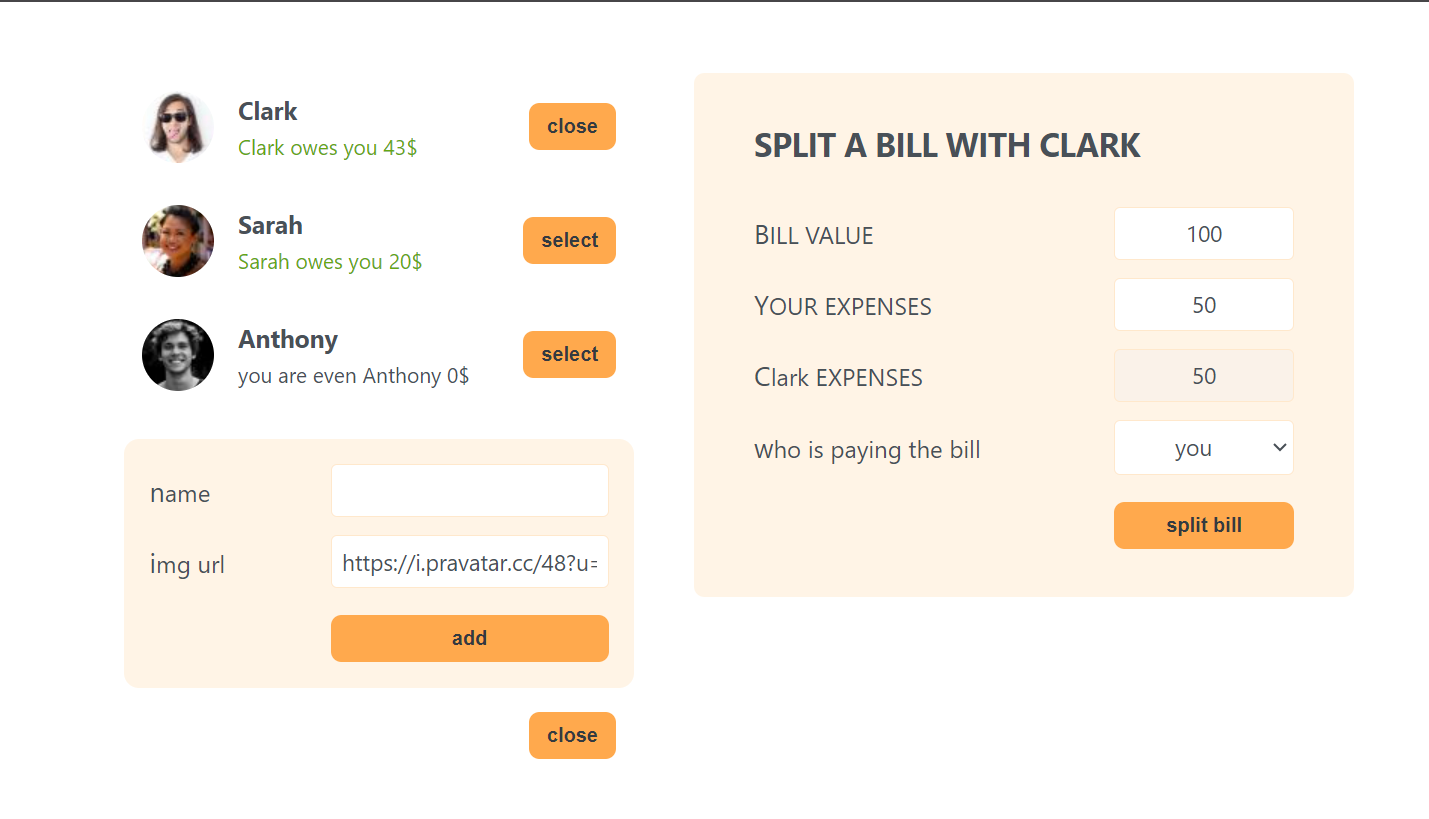 Clark
Clark owes you 43$
close
Sarah
Sarah owes you 20$
select
Anthony
you are even Anthony 0$
select
name
img url
https://i.pravatar.cc/48?u=
add
close
SPLIT A BILL WITH CLARK
BILL VALUE
100
YOUR EXPENSES
50
Clark EXPENSES
50
who is paying the bill
you
split bill